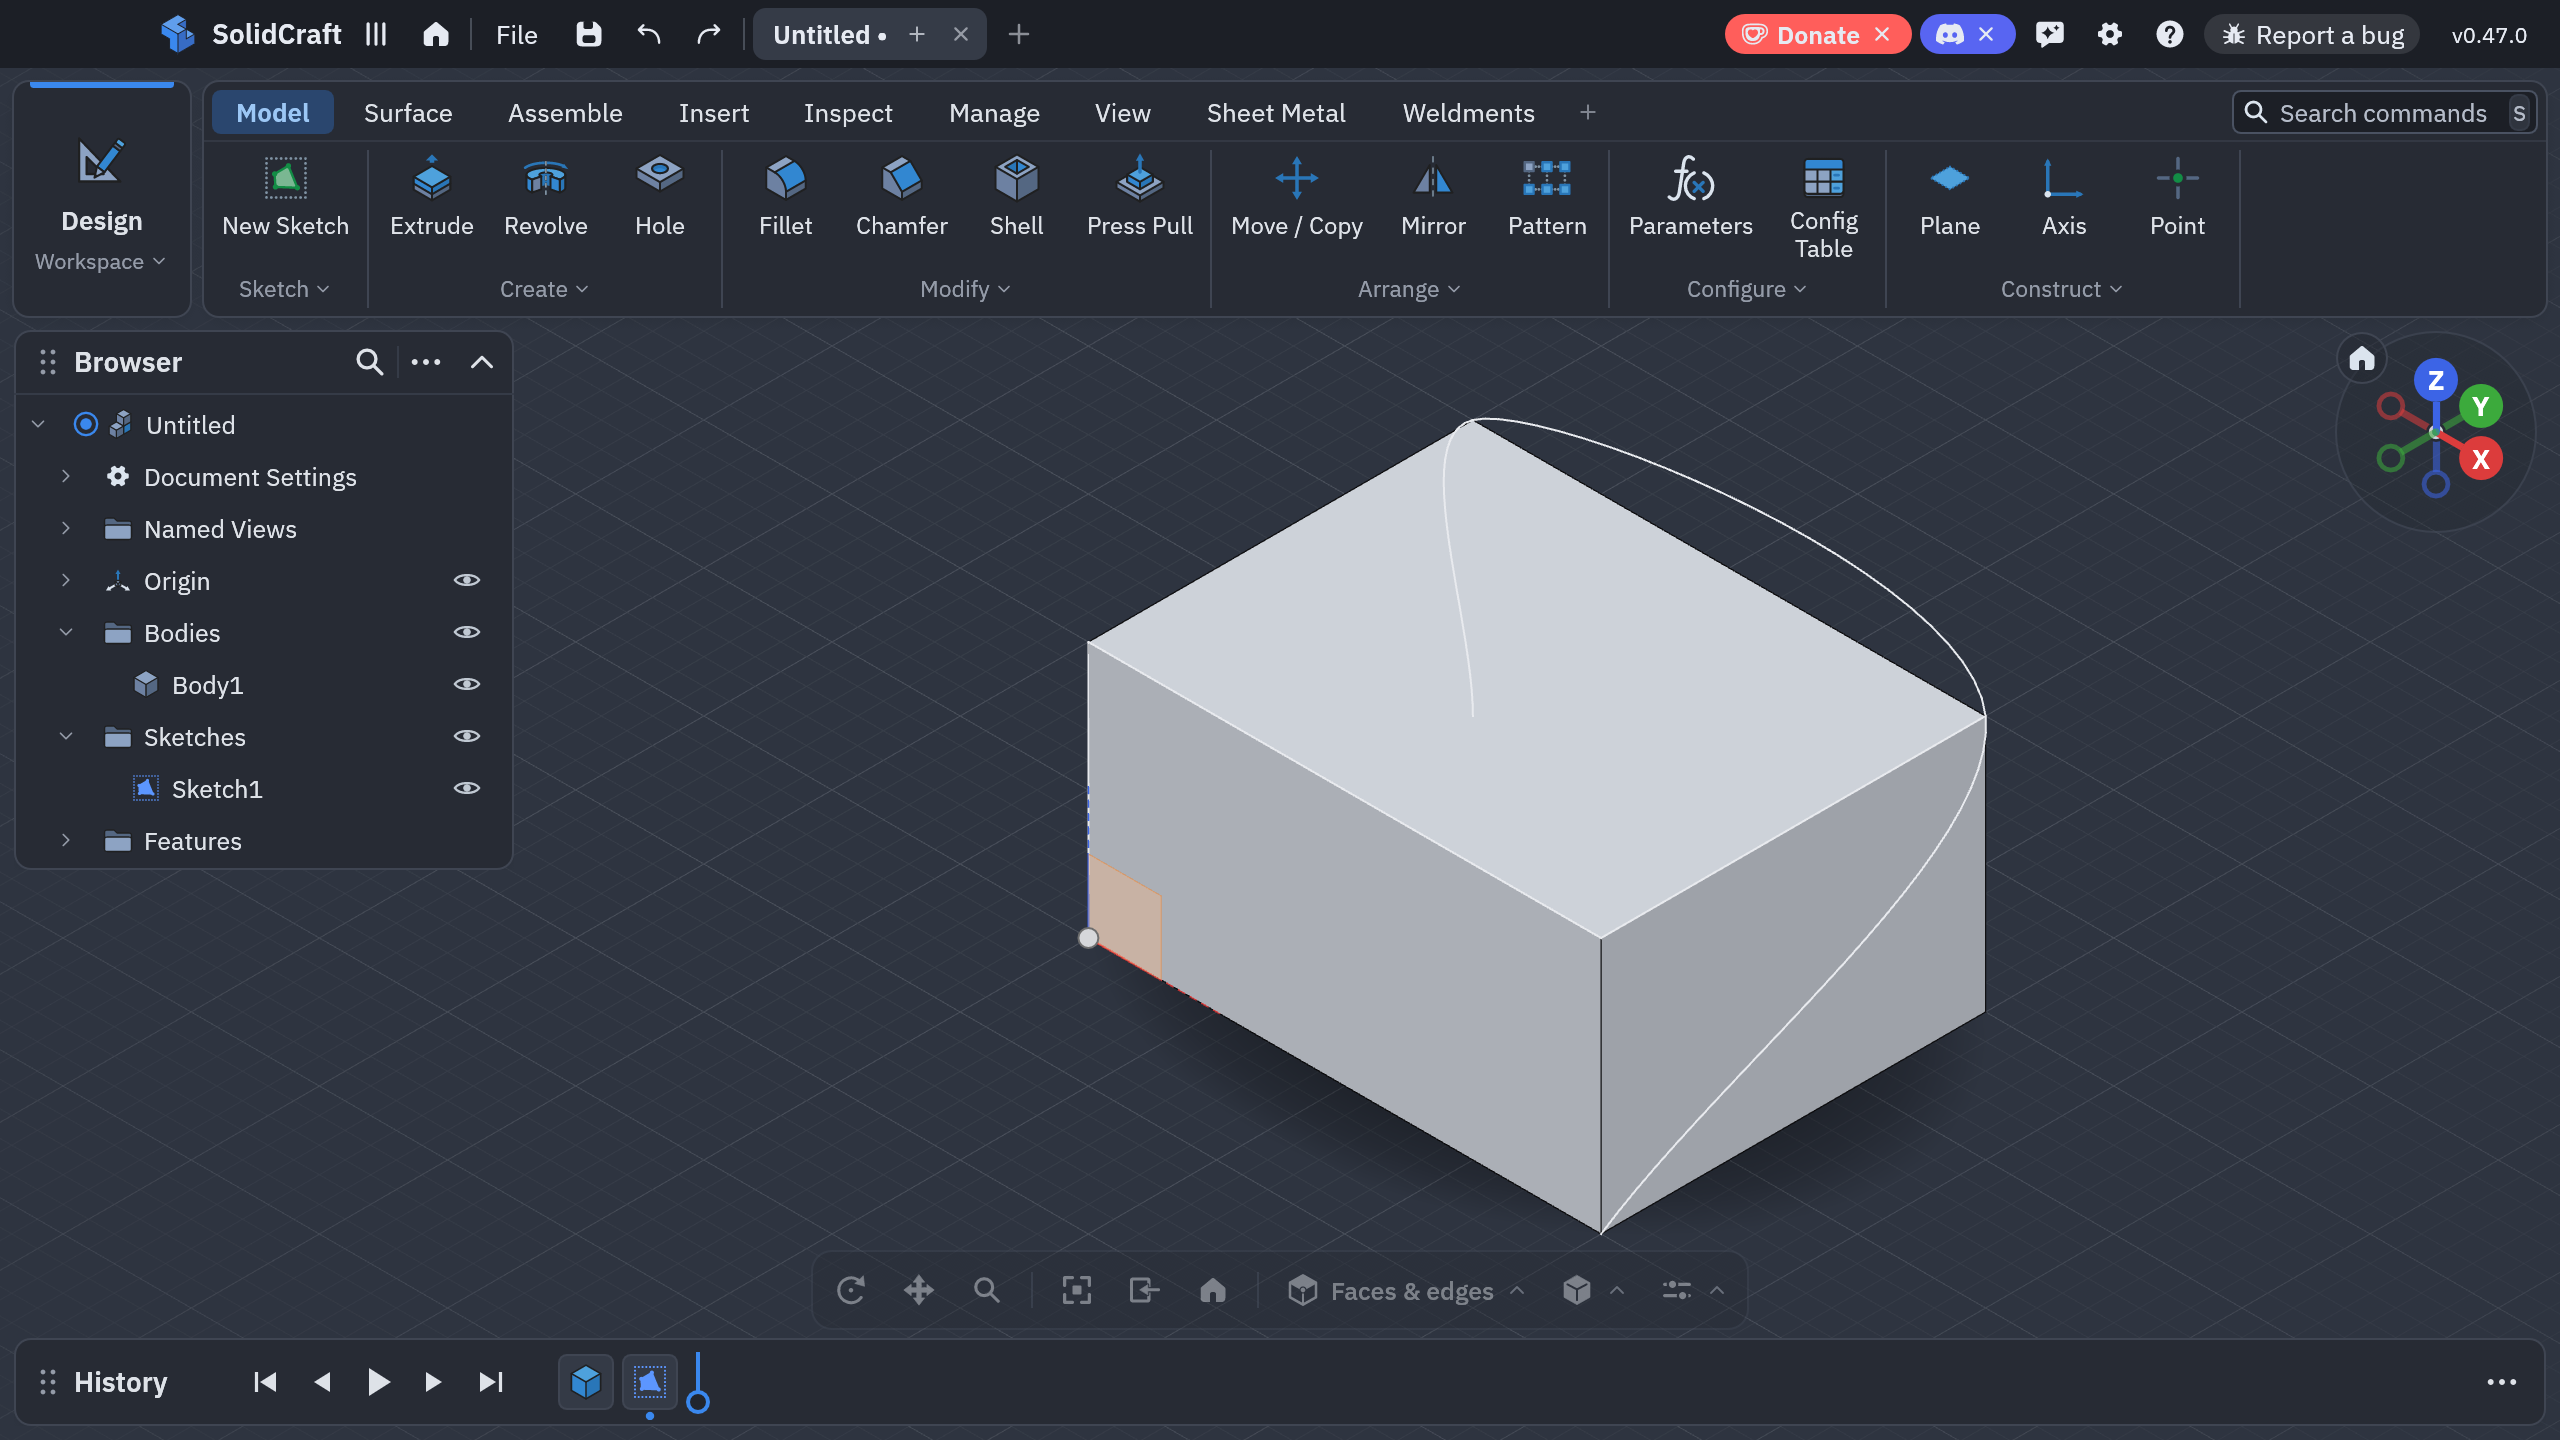 SolidCraft File Untitled • Donate Report a bug v0.47.0
Model Surface Assemble Insert Inspect Manage View Sheet Metal Weldments Search commands S
Design
Workspace
New Sketch Extrude Revolve Hole Fillet Chamfer Shell Press Pull Move / Copy Mirror Pattern Parameters Config Table Plane Axis Point
Sketch Create Modify Arrange Configure Construct
Browser
Untitled
Document Settings
Named Views
Origin
Bodies
Body1
Sketches
Sketch1
Features
Z
Y
X
Faces & edges
History